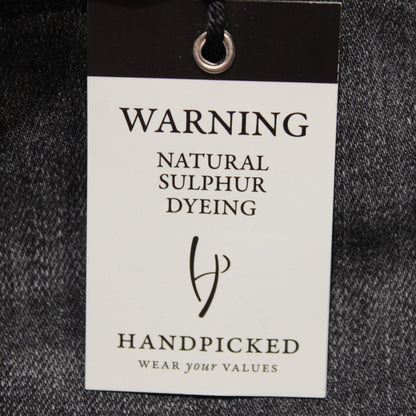 WARNING
NATURAL
SULPHUR
DYEING
HANDPICKED
WEAR your VALUES